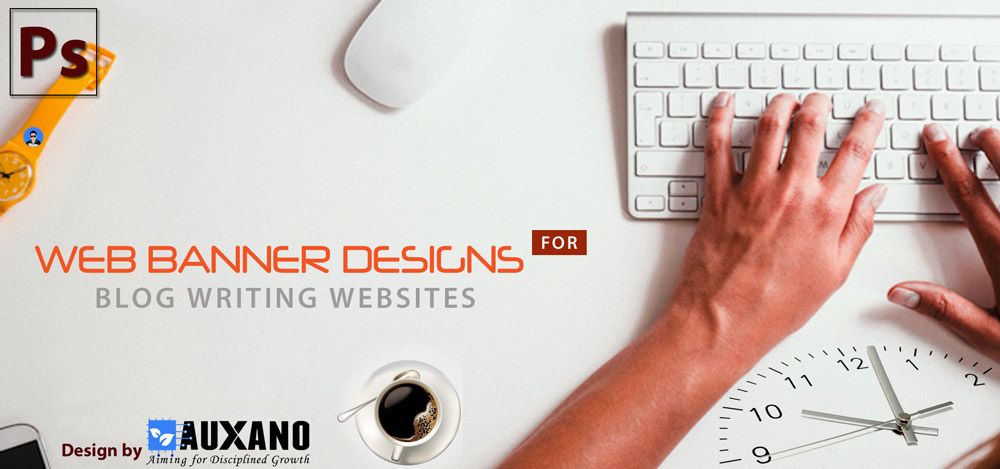 Ps
WEB BANNER DESIGNS
FOR
BLOG WRITING WEBSITES
Design by
AUXANO
Aiming for Disciplined Growth
12
1
11
2
10
9